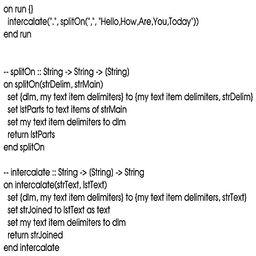 on run {}
intercalate(".", splitOn(",", "Hello,How,Are,You,Today"))
end run
-- splitOn :: String -> String -> {String}
on splitOn(strDelim, strMain)
set {dlm, my text item delimiters} to {my text item delimiters, strDelim}
set lstParts to text items of strMain
set my text item delimiters to dlm
return lstParts
end splitOn
-- intercalate :: String -> {String} -> String
on intercalate(strText, lstText)
set {dlm, my text item delimiters} to {my text item delimiters, strText}
set strJoined to lstText as text
set my text item delimiters to dlm
return strJoined
end intercalate